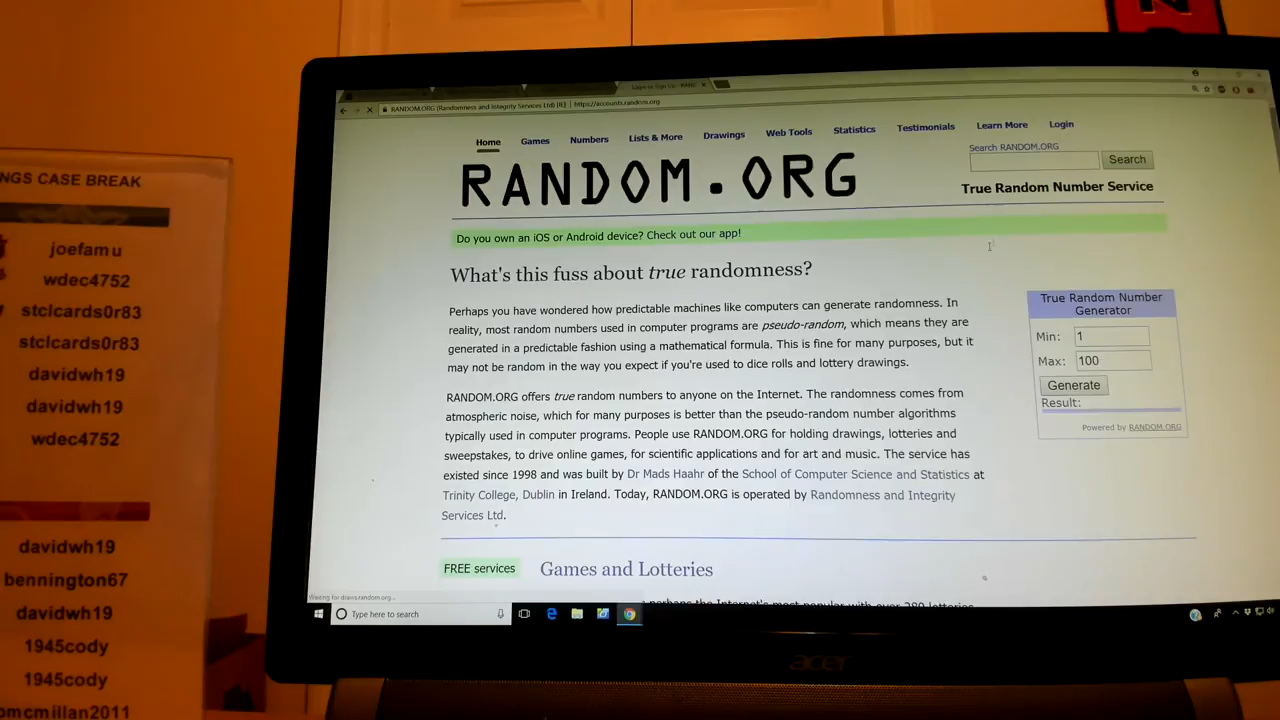 NGS CASE BREAK
joefamu
wdec4752
stclcards0r83
stclcards0r83
davidwh19
davidwh19
wdec4752
davidwh19
bennington67
davidwh19
1945cody
1945cody
omcmillan2011
RANDOM.ORG (Randomness and Integrity Services Ltd) [IE] | https://accounts.random.org
Home Games Numbers Lists & More Drawings Web Tools Statistics Testimonials Learn More Login
RANDOM.ORG
Search RANDOM.ORG
Search
True Random Number Service
Do you own an iOS or Android device? Check out our app!
What's this fuss about true randomness?
Perhaps you have wondered how predictable machines like computers can generate randomness. In
reality, most random numbers used in computer programs are pseudo-random, which means they are
generated in a predictable fashion using a mathematical formula. This is fine for many purposes, but it
may not be random in the way you expect if you're used to dice rolls and lottery drawings.
RANDOM.ORG offers true random numbers to anyone on the Internet. The randomness comes from
atmospheric noise, which for many purposes is better than the pseudo-random number algorithms
typically used in computer programs. People use RANDOM.ORG for holding drawings, lotteries and
sweepstakes, to drive online games, for scientific applications and for art and music. The service has
existed since 1998 and was built by Dr Mads Haahr of the School of Computer Science and Statistics at
Trinity College, Dublin in Ireland. Today, RANDOM.ORG is operated by Randomness and Integrity
Services Ltd.
True Random Number
Generator
Min: 1
Max: 100
Generate
Result:
Powered by RANDOM.ORG
FREE services
Games and Lotteries
Waiting for draws.random.org...
Type here to search
acer